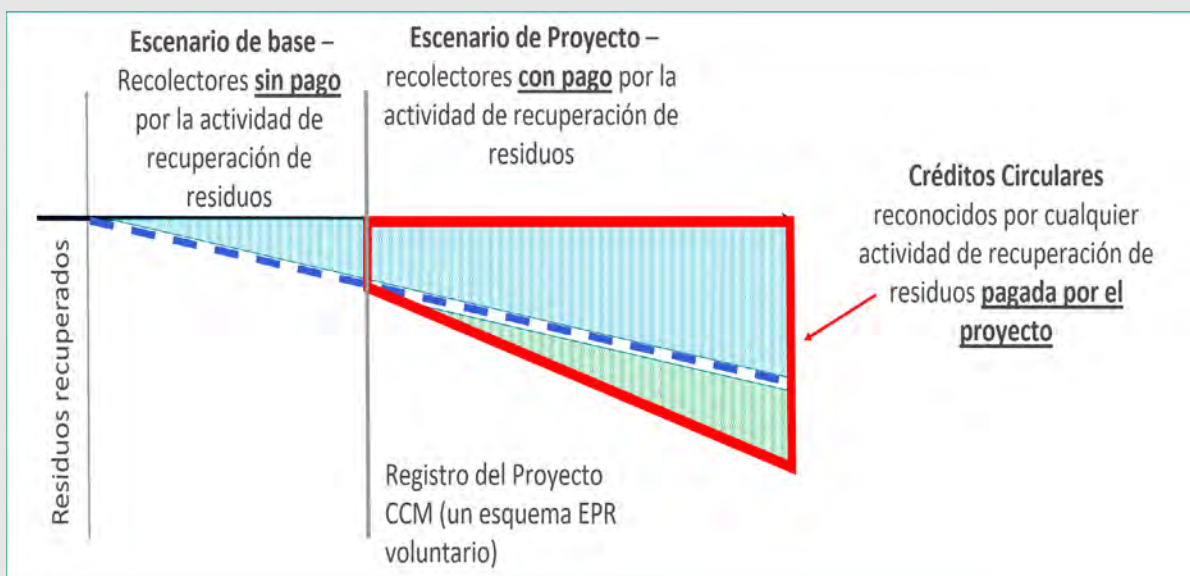 Escenario de base –
Recolectores sin pago
por la actividad de
recuperación de
residuos
Escenario de Proyecto –
recolectores con pago por la
actividad de recuperación de
residuos
Créditos Circulares
reconocidos por cualquier
actividad de recuperación de
residuos pagada por el
proyecto
Residuos recuperados
Registro del Proyecto
CCM (un esquema EPR
voluntario)